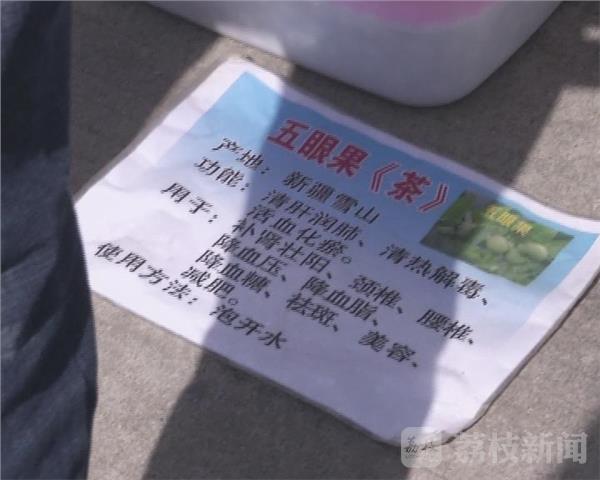 五眼果《茶》
五眼果
产地：新疆雪山
功能：清肝润肺、清热解毒、
活血化瘀。
用于：补肾壮阳、颈椎、腰椎、
降血压、降血脂、
降血糖、祛斑、美容、
减肥。
使用方法：泡开水
荔枝新闻